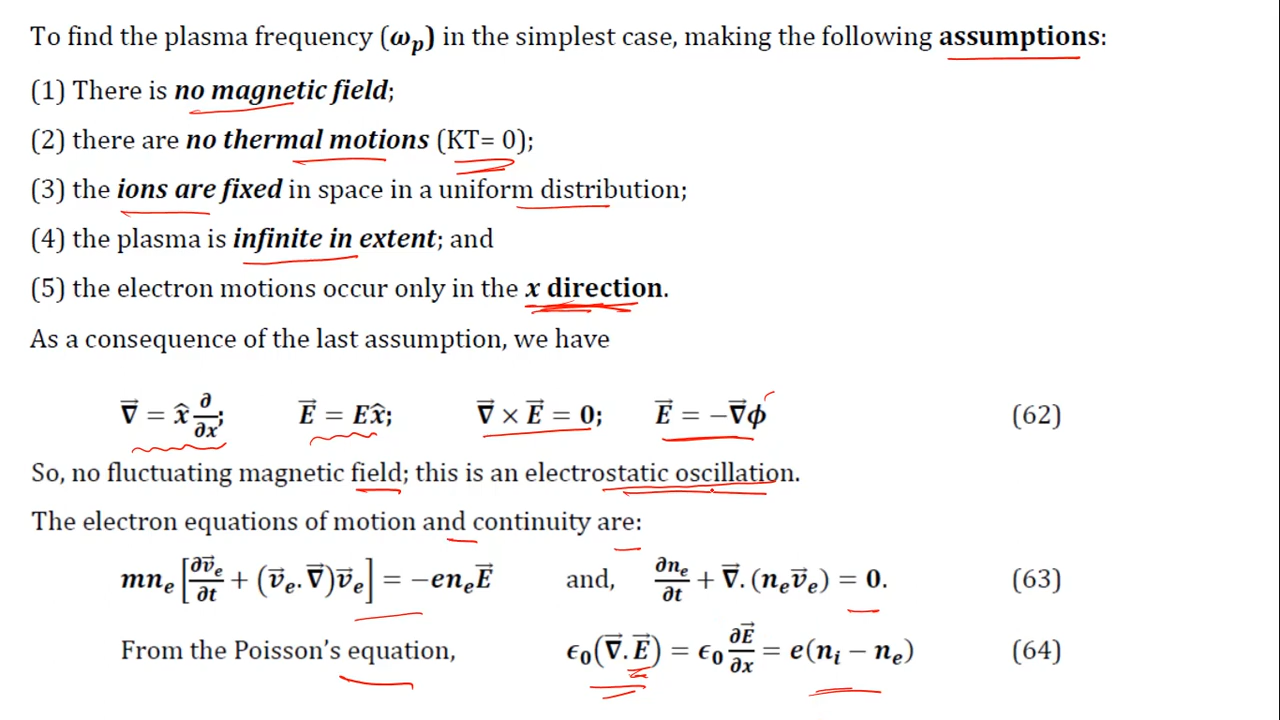 To find the plasma frequency (ωₚ) in the simplest case, making the following assumptions:
(1) There is no magnetic field;
(2) there are no thermal motions (KT= 0);
(3) the ions are fixed in space in a uniform distribution;
(4) the plasma is infinite in extent; and
(5) the electron motions occur only in the x direction.
As a consequence of the last assumption, we have
∇⃗ = x̂ ∂/∂x; E⃗ = Ex̂; ∇⃗ × E⃗ = 0; E⃗ = −∇⃗ϕ (62)
So, no fluctuating magnetic field; this is an electrostatic oscillation.
The electron equations of motion and continuity are:
mnₑ [∂v⃗ₑ/∂t + (v⃗ₑ.∇⃗)v⃗ₑ] = −enₑE⃗ and, ∂nₑ/∂t + ∇⃗.(nₑv⃗ₑ) = 0. (63)
From the Poisson's equation, ϵ₀(∇⃗.E⃗) = ϵ₀ ∂E⃗/∂x = e(nᵢ − nₑ) (64)